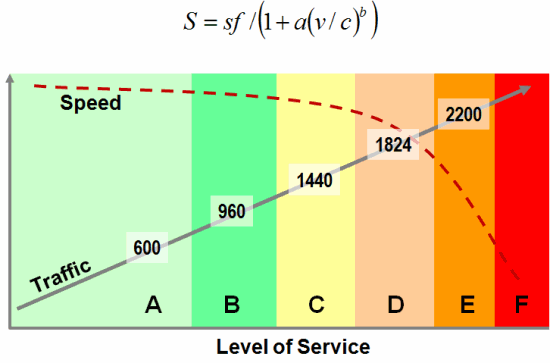 S = sf /(1+ a(v / c)^b)
Speed
2200
1824
1440
960
600
Traffic
A B C D E F
Level of Service